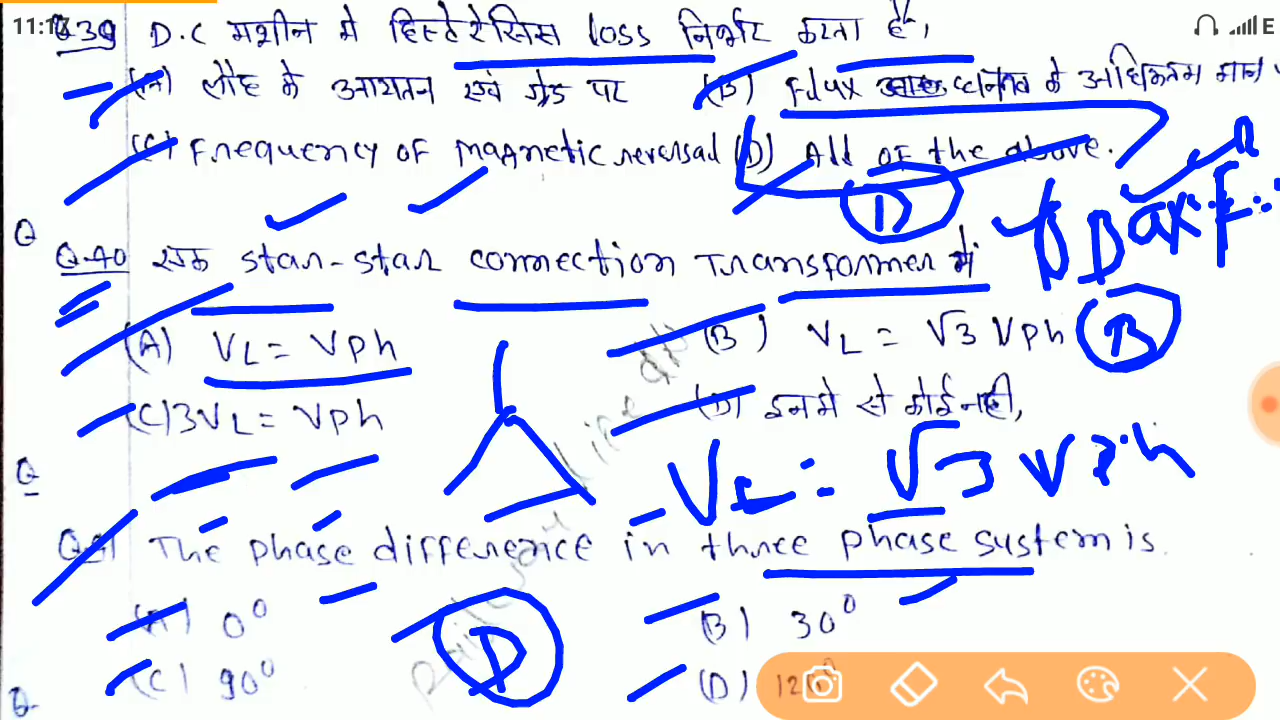 11:17 E
Q.39 D.C मशीन मे हिस्टेरेसिस loss निर्भर करता है,
(A) लौह के आयतन एवं ग्रेड पर (B) Flux घनत्व के अधिकतम मान
(C) Frequency of magnetic reversal (D) All of the above.
D
Q
Q.40 एक star-star connection Transformer में
(A) VL = VPh (B) VL = √3 VPh B
(C) 3VL = VPh (D) इनमे से कोई नही,
VL = √3 VPh
Q
Q.41 The phase difference in three phase system is
(A) 0° (B) 30°
D
(C) 90° (D) 120°
Q